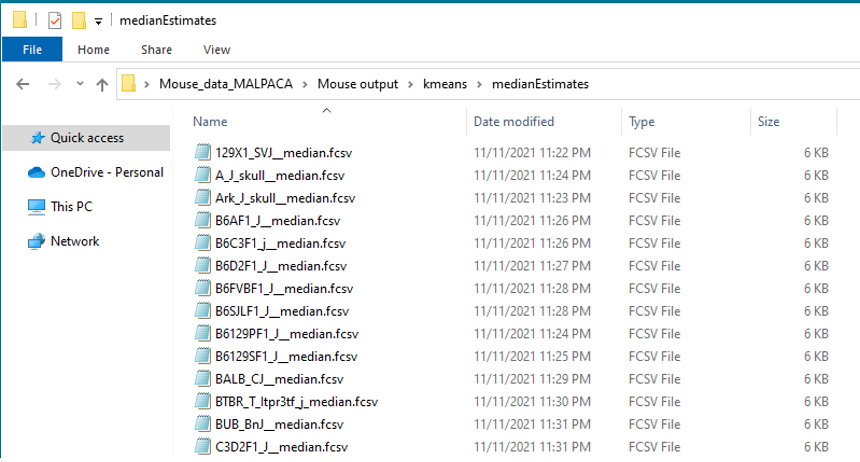 medianEstimates
File Home Share View
Mouse_data_MALPACA > Mouse output > kmeans > medianEstimates
Name Date modified Type Size
Quick access
OneDrive - Personal
This PC
Network
129X1_SVJ__median.fcsv 11/11/2021 11:22 PM FCSV File 6 KB
A_J_skull__median.fcsv 11/11/2021 11:24 PM FCSV File 6 KB
Ark_J_skull__median.fcsv 11/11/2021 11:23 PM FCSV File 6 KB
B6AF1_J__median.fcsv 11/11/2021 11:26 PM FCSV File 6 KB
B6C3F1_j__median.fcsv 11/11/2021 11:26 PM FCSV File 6 KB
B6D2F1_J__median.fcsv 11/11/2021 11:27 PM FCSV File 6 KB
B6FVBF1_J__median.fcsv 11/11/2021 11:28 PM FCSV File 6 KB
B6SJLF1_J__median.fcsv 11/11/2021 11:28 PM FCSV File 6 KB
B6129PF1_J__median.fcsv 11/11/2021 11:24 PM FCSV File 6 KB
B6129SF1_J__median.fcsv 11/11/2021 11:25 PM FCSV File 6 KB
BALB_CJ__median.fcsv 11/11/2021 11:29 PM FCSV File 6 KB
BTBR_T_Itpr3tf_j_median.fcsv 11/11/2021 11:31 PM FCSV File 6 KB
BUB_BnJ__median.fcsv 11/11/2021 11:31 PM FCSV File 6 KB
C3D2F1_J__median.fcsv 11/11/2021 11:31 PM FCSV File 6 KB